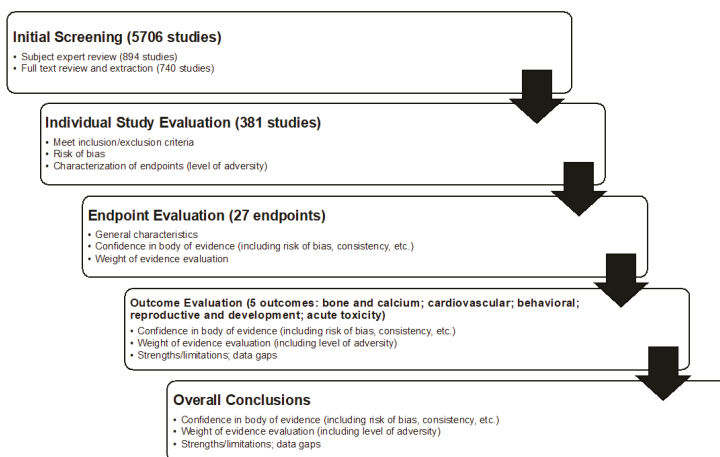 Initial Screening (5706 studies)
• Subject expert review (894 studies)
• Full text review and extraction (740 studies)
Individual Study Evaluation (381 studies)
• Meet inclusion/exclusion criteria
• Risk of bias
• Characterization of endpoints (level of adversity)
Endpoint Evaluation (27 endpoints)
• General characteristics
• Confidence in body of evidence (including risk of bias, consistency, etc.)
• Weight of evidence evaluation
Outcome Evaluation (5 outcomes: bone and calcium; cardiovascular; behavioral;
reproductive and development; acute toxicity)
• Confidence in body of evidence (including risk of bias, consistency, etc.)
• Weight of evidence evaluation (including level of adversity)
• Strengths/limitations; data gaps
Overall Conclusions
• Confidence in body of evidence (including risk of bias, consistency, etc.)
• Weight of evidence evaluation (including level of adversity)
• Strengths/limitations; data gaps